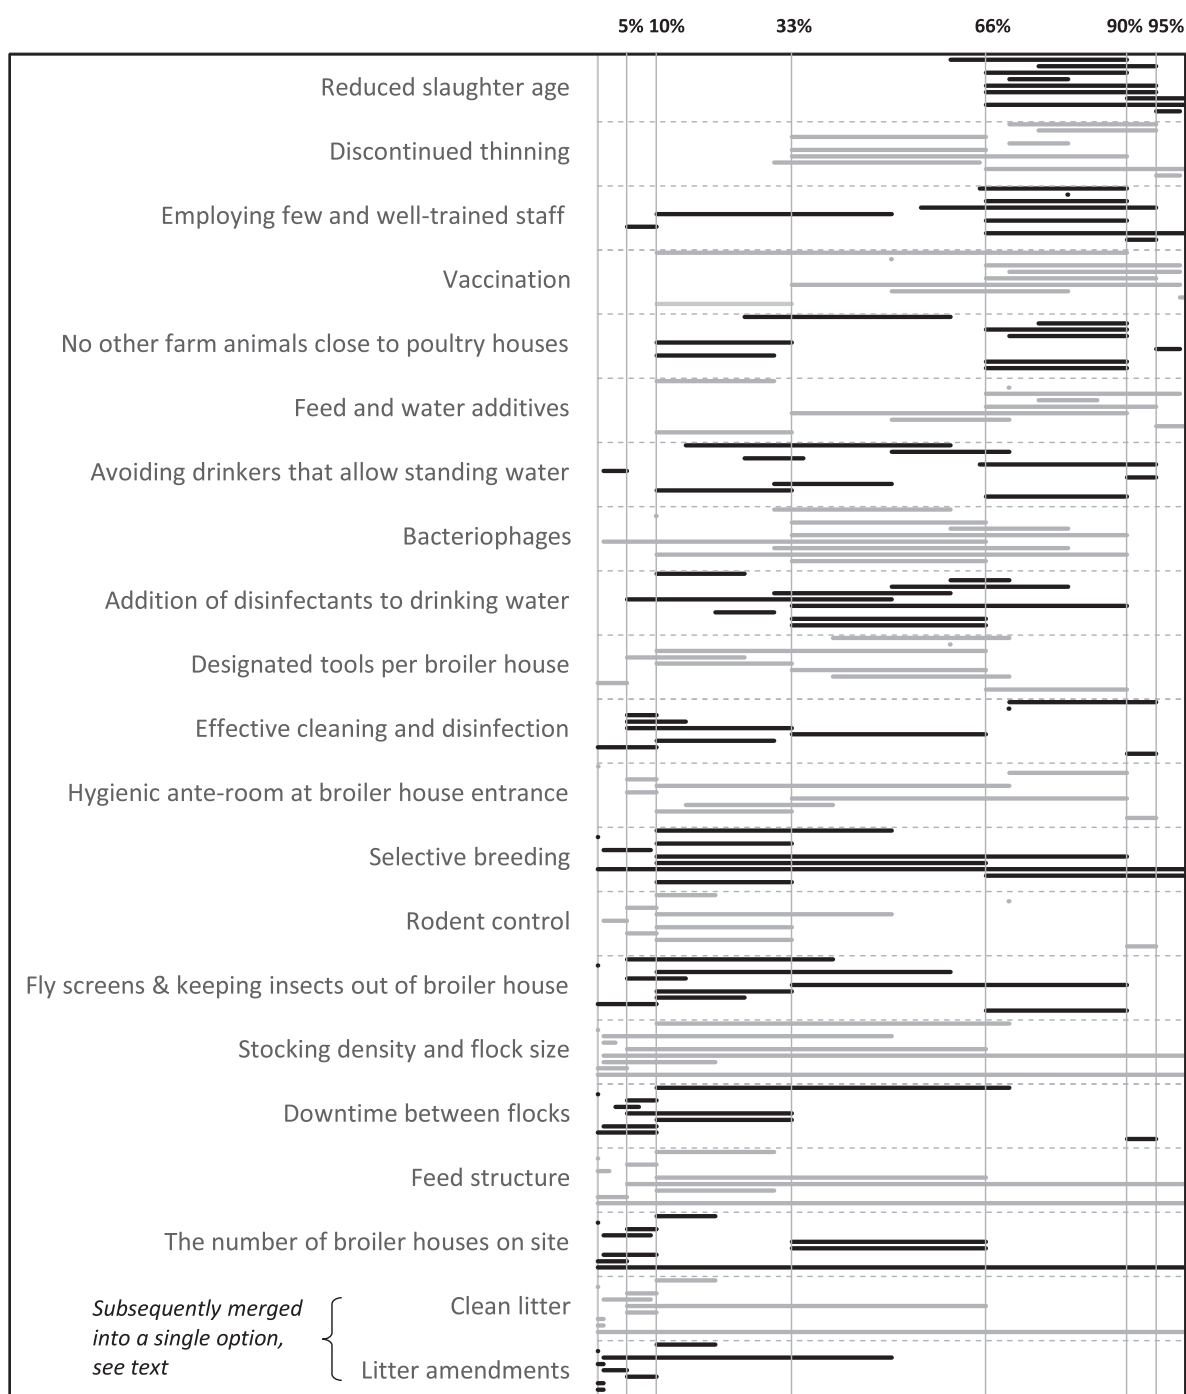 5% 10% 33% 66% 90% 95%
Reduced slaughter age
Discontinued thinning
Employing few and well-trained staff
Vaccination
No other farm animals close to poultry houses
Feed and water additives
Avoiding drinkers that allow standing water
Bacteriophages
Addition of disinfectants to drinking water
Designated tools per broiler house
Effective cleaning and disinfection
Hygienic ante-room at broiler house entrance
Selective breeding
Rodent control
Fly screens & keeping insects out of broiler house
Stocking density and flock size
Downtime between flocks
Feed structure
The number of broiler houses on site
Clean litter
Subsequently merged
into a single option,
see text
Litter amendments